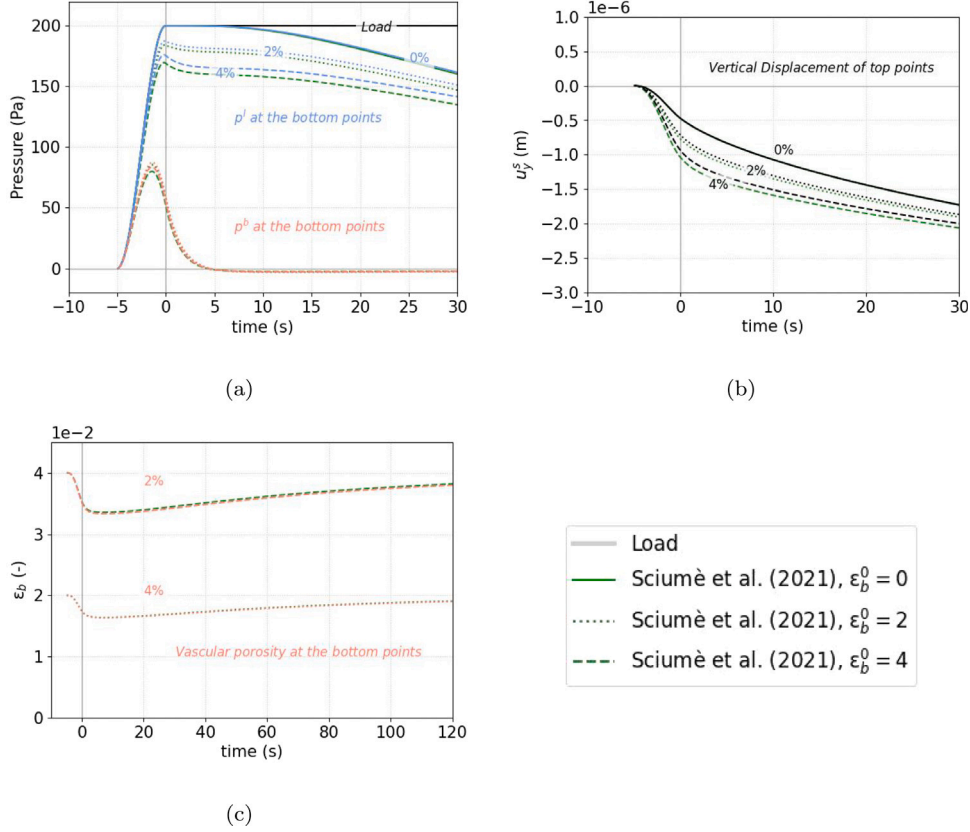 200
150
100
50
0
Pressure (Pa)
Load
2%
0%
4%
p^l at the bottom points
p^b at the bottom points
−10 −5 0 5 10 15 20 25 30
time (s)
(a)
1e−6
1.0
0.5
0.0
−0.5
−1.0
−1.5
−2.0
−2.5
−3.0
u_y^s (m)
Vertical Displacement of top points
0%
2%
4%
−10 0 10 20 30
time (s)
(b)
1e−2
4
3
2
1
0
ε_b (-)
2%
4%
Vascular porosity at the bottom points
0 20 40 60 80 100 120
time (s)
(c)
Load
Sciumè et al. (2021), ε_b^0 = 0
Sciumè et al. (2021), ε_b^0 = 2
Sciumè et al. (2021), ε_b^0 = 4